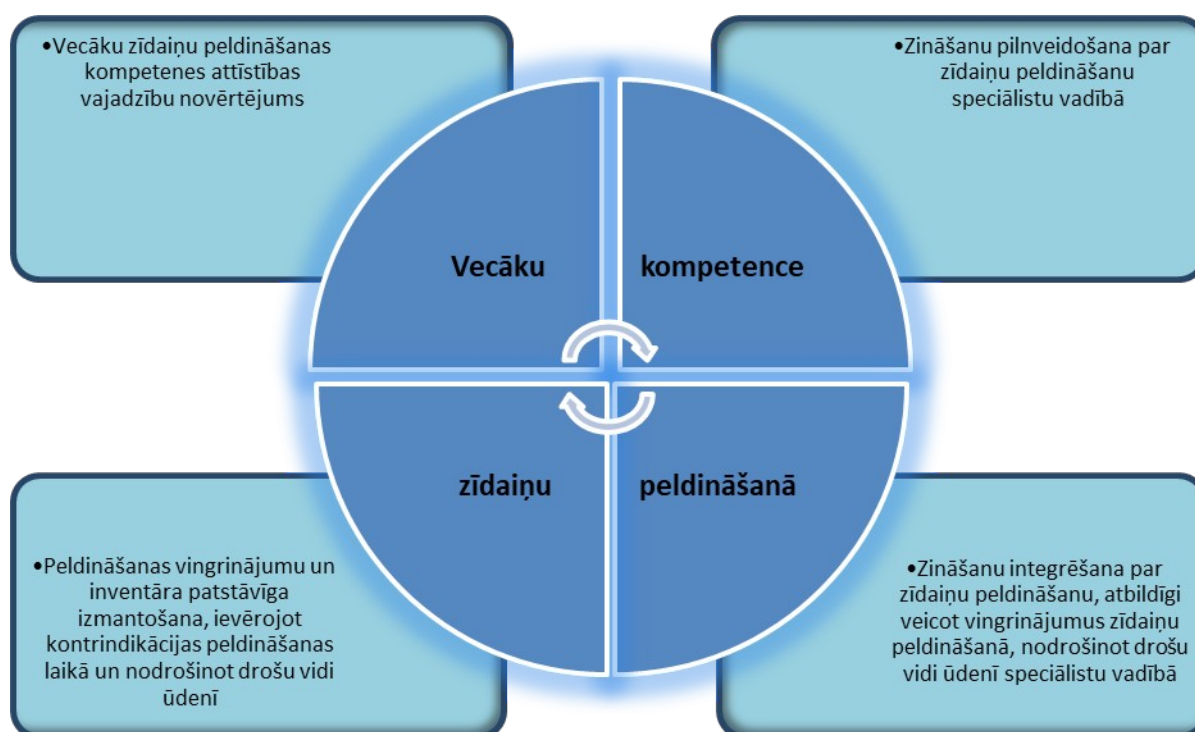 •Vecāku zīdaiņu peldināšanas
kompetenes attīstības
vajadzību novērtējums
•Zināšanu pilnveidošana par
zīdaiņu peldināšanu
speciālistu vadībā
Vecāku
kompetence
zīdaiņu
peldināšanā
•Peldināšanas vingrinājumu un
inventāra patstāvīga
izmantošana, ievērojot
kontrindikācijas peldināšanas
laikā un nodrošinot drošu vidi
ūdenī
•Zināšanu integrēšana par
zīdaiņu peldināšanu, atbildīgi
veicot vingrinājumus zīdaiņu
peldināšanā, nodrošinot drošu
vidi ūdenī speciālistu vadībā